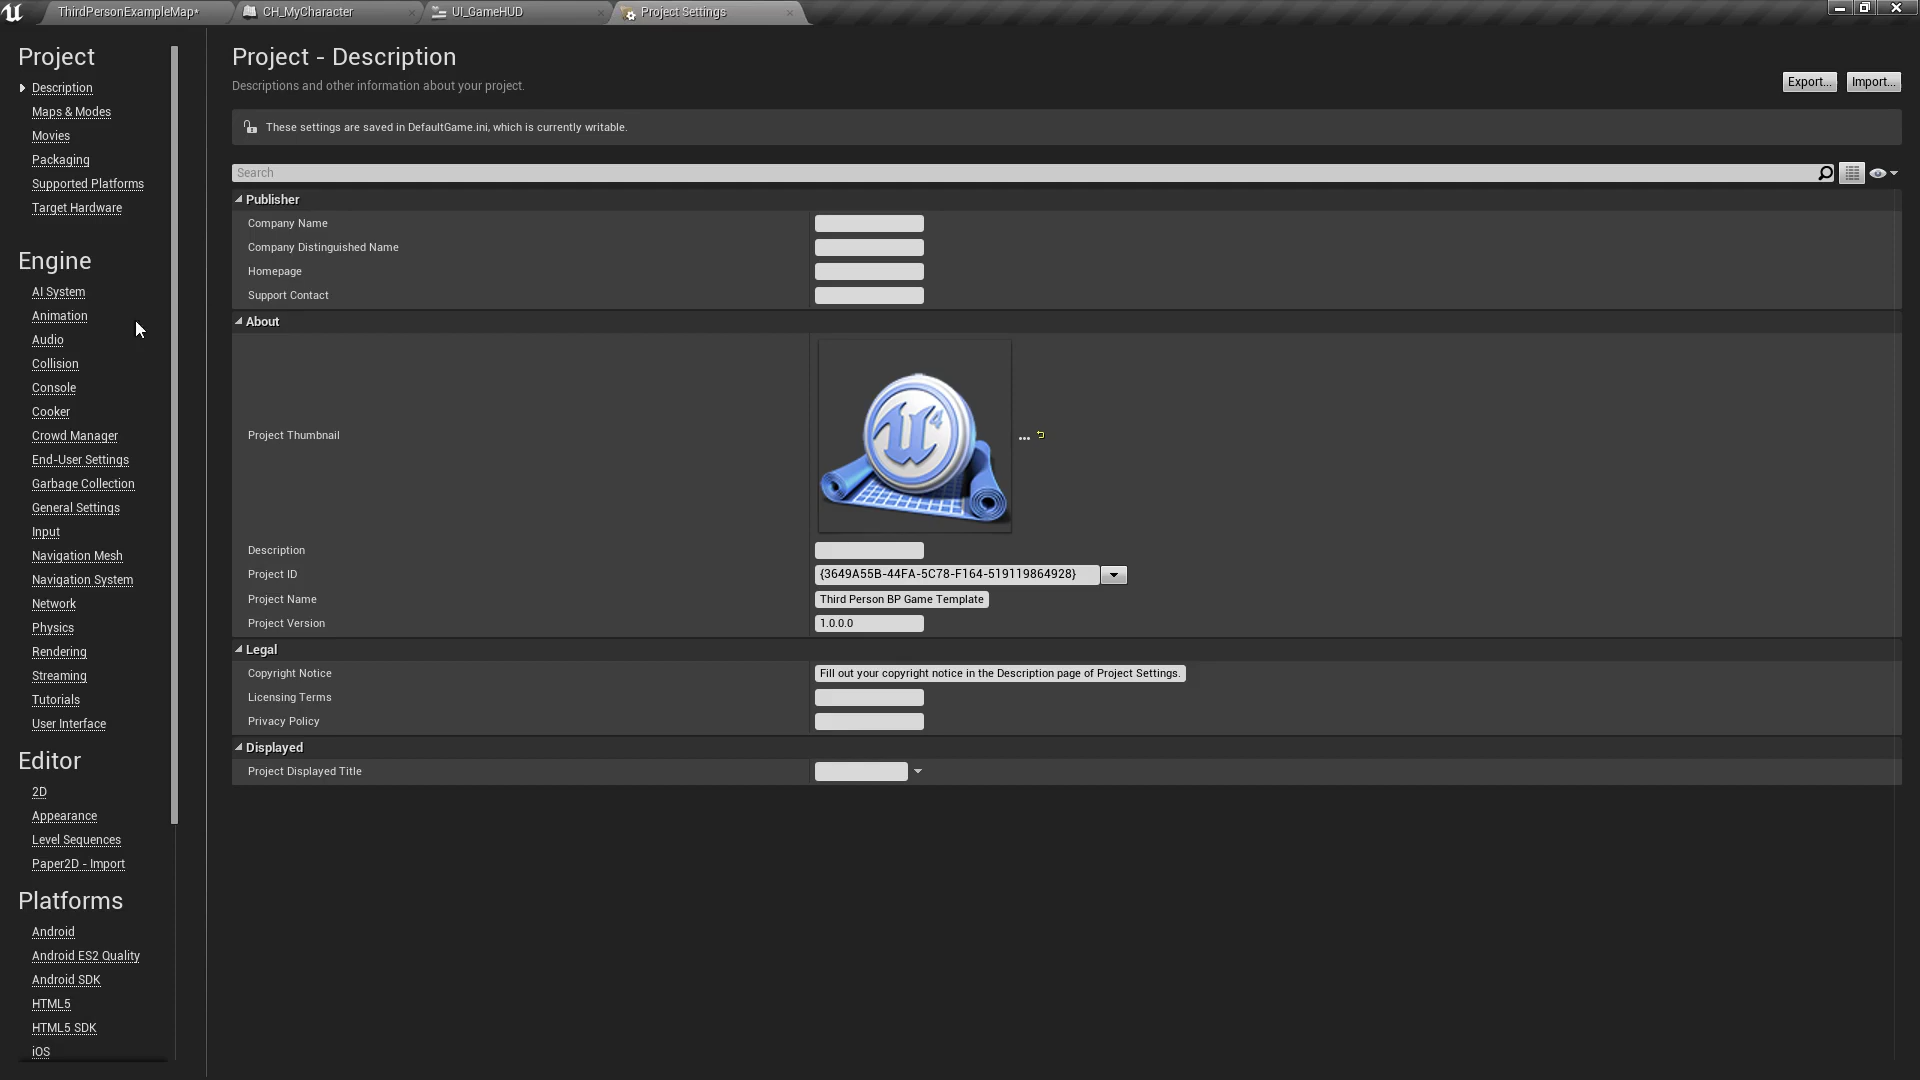 ThirdPersonExampleMap*
CH_MyCharacter
UI_GameHUD
Project Settings
Project
Description
Maps & Modes
Movies
Packaging
Supported Platforms
Target Hardware
Engine
AI System
Animation
Audio
Collision
Console
Cooker
Crowd Manager
End-User Settings
Garbage Collection
General Settings
Input
Navigation Mesh
Navigation System
Network
Physics
Rendering
Streaming
Tutorials
User Interface
Editor
2D
Appearance
Level Sequences
Paper2D - Import
Platforms
Android
Android ES2 Quality
Android SDK
HTML5
HTML5 SDK
iOS
Project - Description
Descriptions and other information about your project.
Export...
Import...
These settings are saved in DefaultGame.ini, which is currently writable.
Search
Publisher
Company Name
Company Distinguished Name
Homepage
Support Contact
About
Project Thumbnail
U4
...
Description
Project ID {3649A55B-44FA-5C78-F164-519119864928}
Project Name Third Person BP Game Template
Project Version 1.0.0.0
Legal
Copyright Notice Fill out your copyright notice in the Description page of Project Settings.
Licensing Terms
Privacy Policy
Displayed
Project Displayed Title